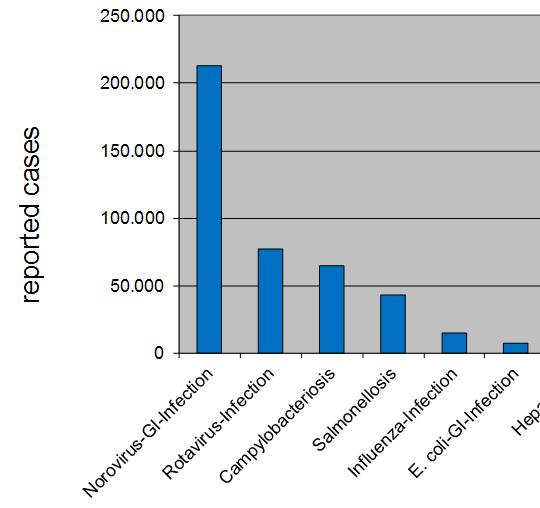 250.000
200.000
150.000
100.000
50.000
0
reported cases
Norovirus-GI-Infection
Rotavirus-Infection
Campylobacteriosis
Salmonellosis
Influenza-Infection
E. coli-GI-Infection
Hepa